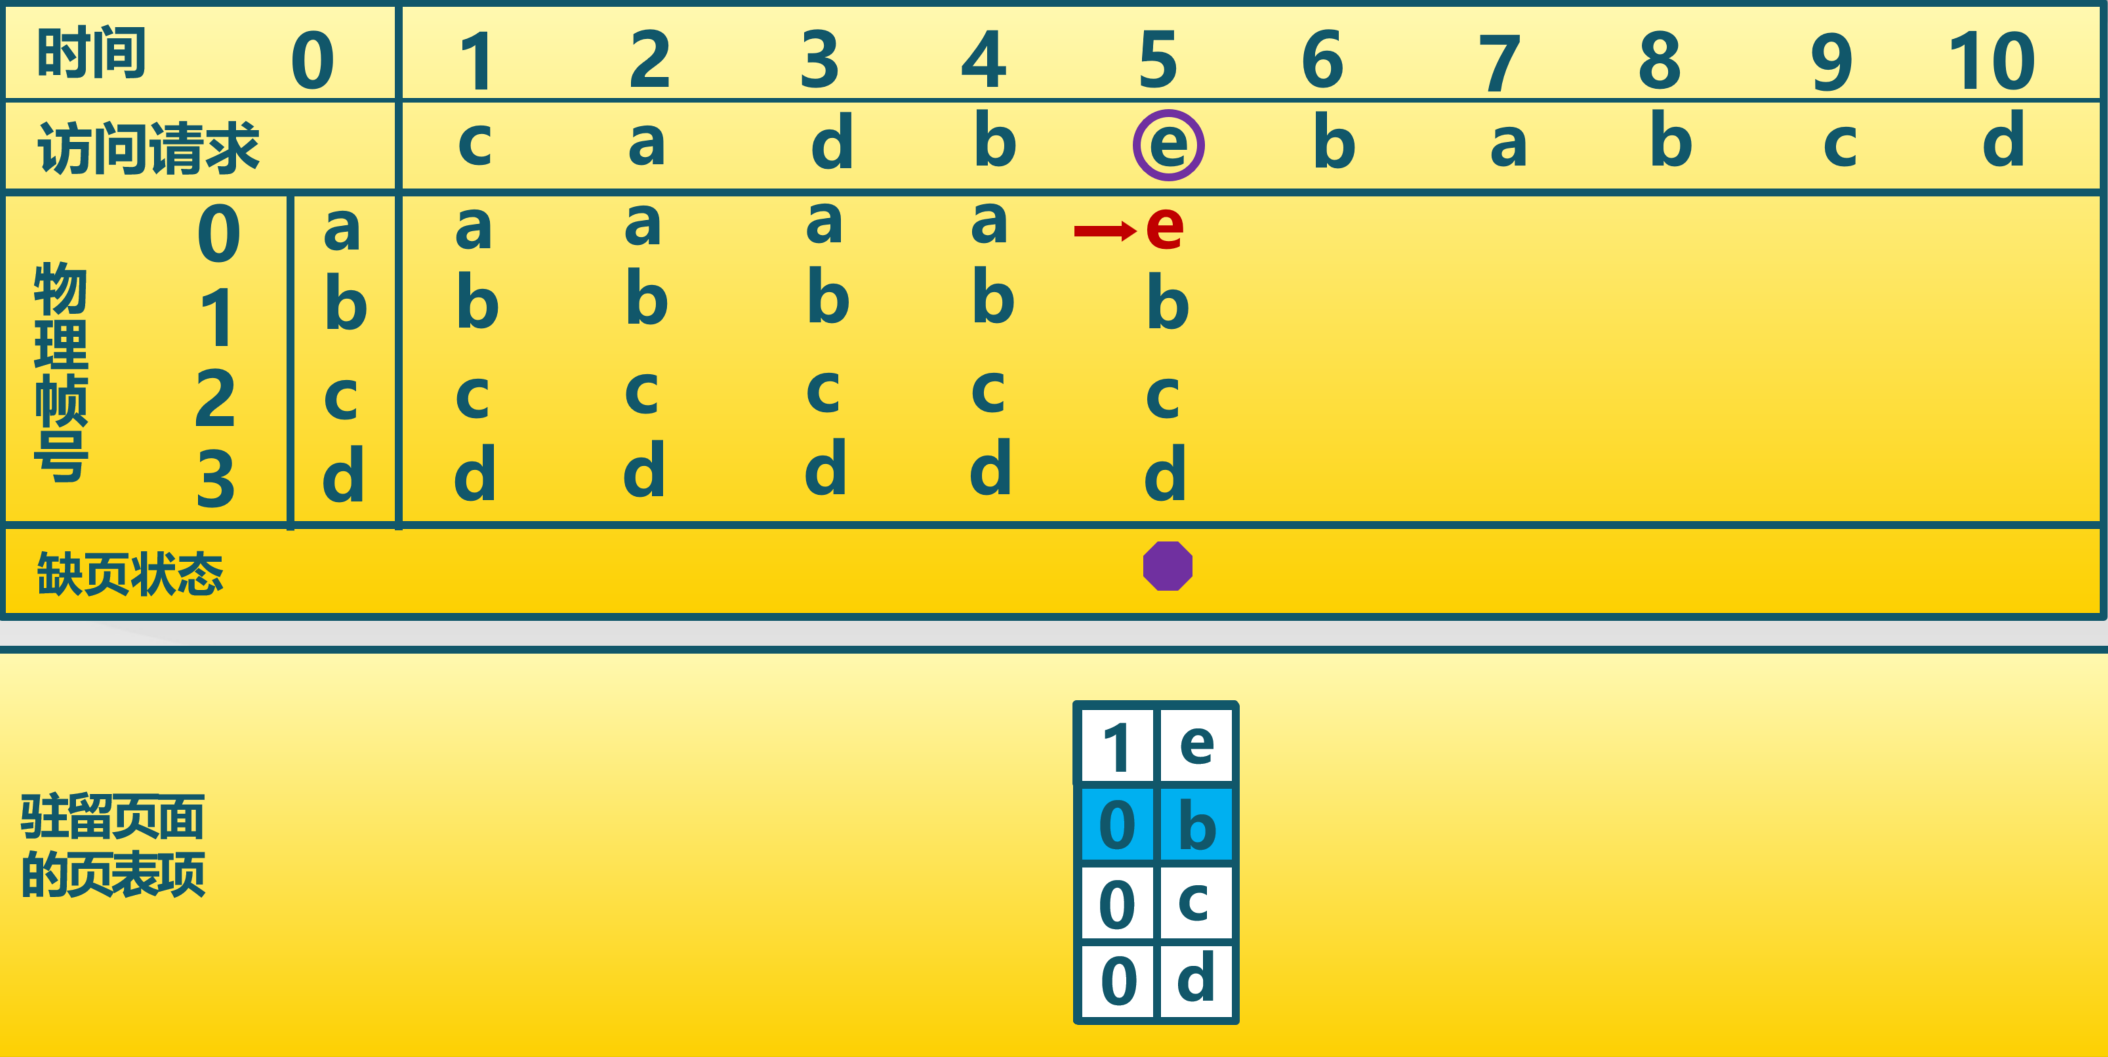 时间 0 1 2 3 4 5 6 7 8 9 10
访问请求 c a d b e b a b c d
物理帧号
0 a a a a a e
1 b b b b b b
2 c c c c c c
3 d d d d d d
缺页状态
驻留页面
的页表项
1 e
0 b
0 c
0 d